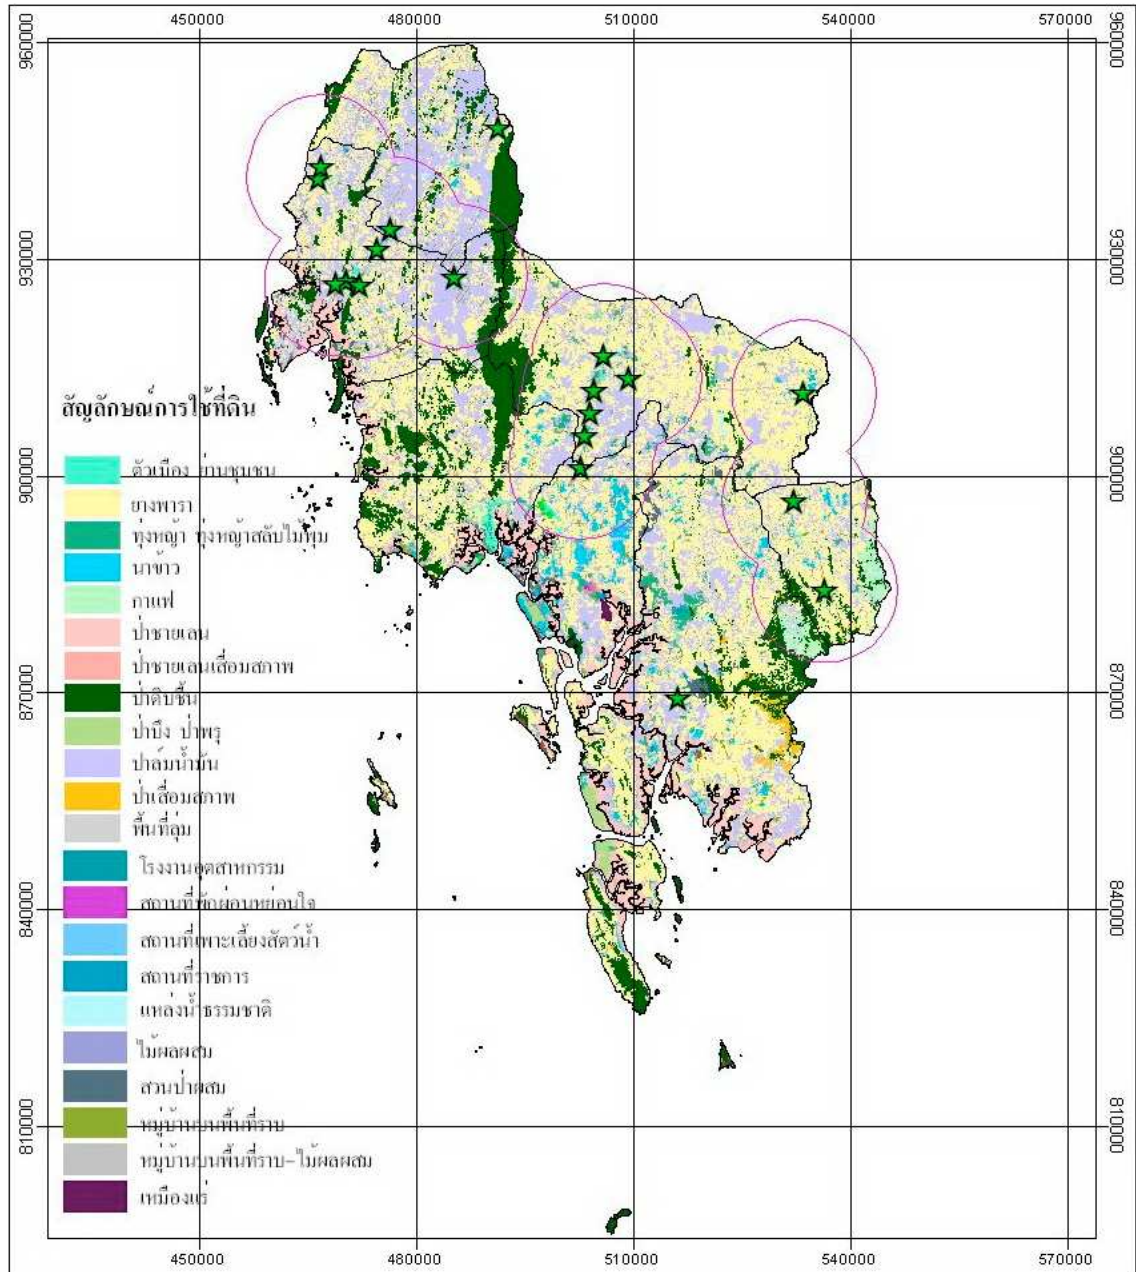 450000 480000 510000 540000 570000
960000 960000
930000 930000
สัญลักษณ์การใช้ที่ดิน
ตัวเมือง ย่านชุมชน
900000 900000
ยางพารา
ทุ่งหญ้า ทุ่งหญ้าสลับไม้พุ่ม
นาข้าว
กาแฟ
ป่าชายเลน
ป่าชายเลนเสื่อมสภาพ
870000 870000
ป่าดิบชื้น
ป่าบึง ป่าพรุ
ปาล์มน้ำมัน
ป่าเสื่อมสภาพ
พื้นที่ลุ่ม
โรงงานอุตสาหกรรม
สถานที่พักผ่อนหย่อนใจ
840000 840000
สถานที่เพาะเลี้ยงสัตว์น้ำ
สถานที่ราชการ
แหล่งน้ำธรรมชาติ
ไม้ผลผสม
สวนป่าผสม
หมู่บ้านบนพื้นที่ราบ
810000 810000
หมู่บ้านบนพื้นที่ราบ-ไม้ผลผสม
เหมืองแร่
450000 480000 510000 540000 570000